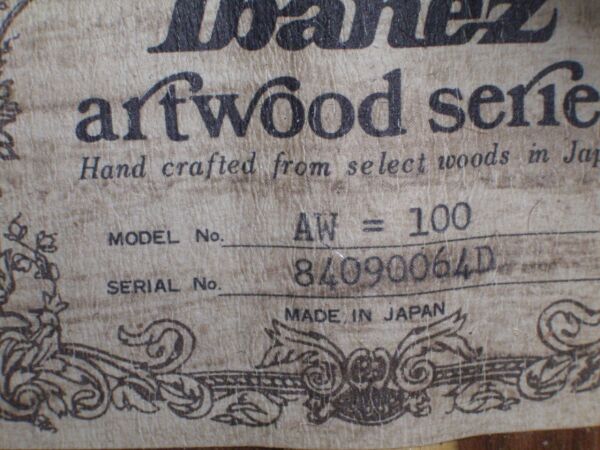 Ibanez
artwood serie
Hand crafted from select woods in Jap
MODEL No. AW = 100
SERIAL No. 84090064D
MADE IN JAPAN